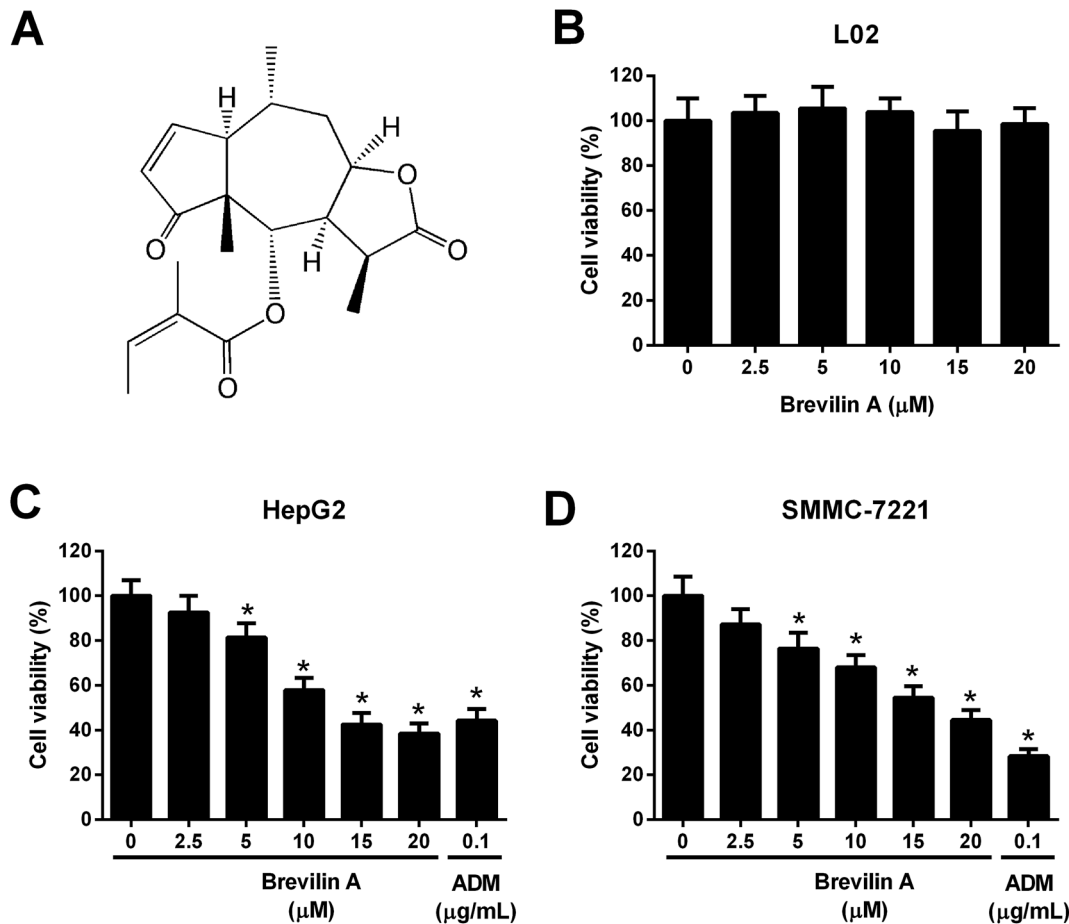 A
H
H
O
O
O
H
O
O
B
L02
Cell viability (%)
120
100
80
60
40
20
0
0 2.5 5 10 15 20
Brevilin A (μM)
C
HepG2
Cell viability (%)
120
100
80
60
40
20
0
* * * * *
0 2.5 5 10 15 20 0.1
Brevilin A ADM
(μM) (μg/mL)
D
SMMC-7221
Cell viability (%)
120
100
80
60
40
20
0
* * * * *
0 2.5 5 10 15 20 0.1
Brevilin A ADM
(μM) (μg/mL)